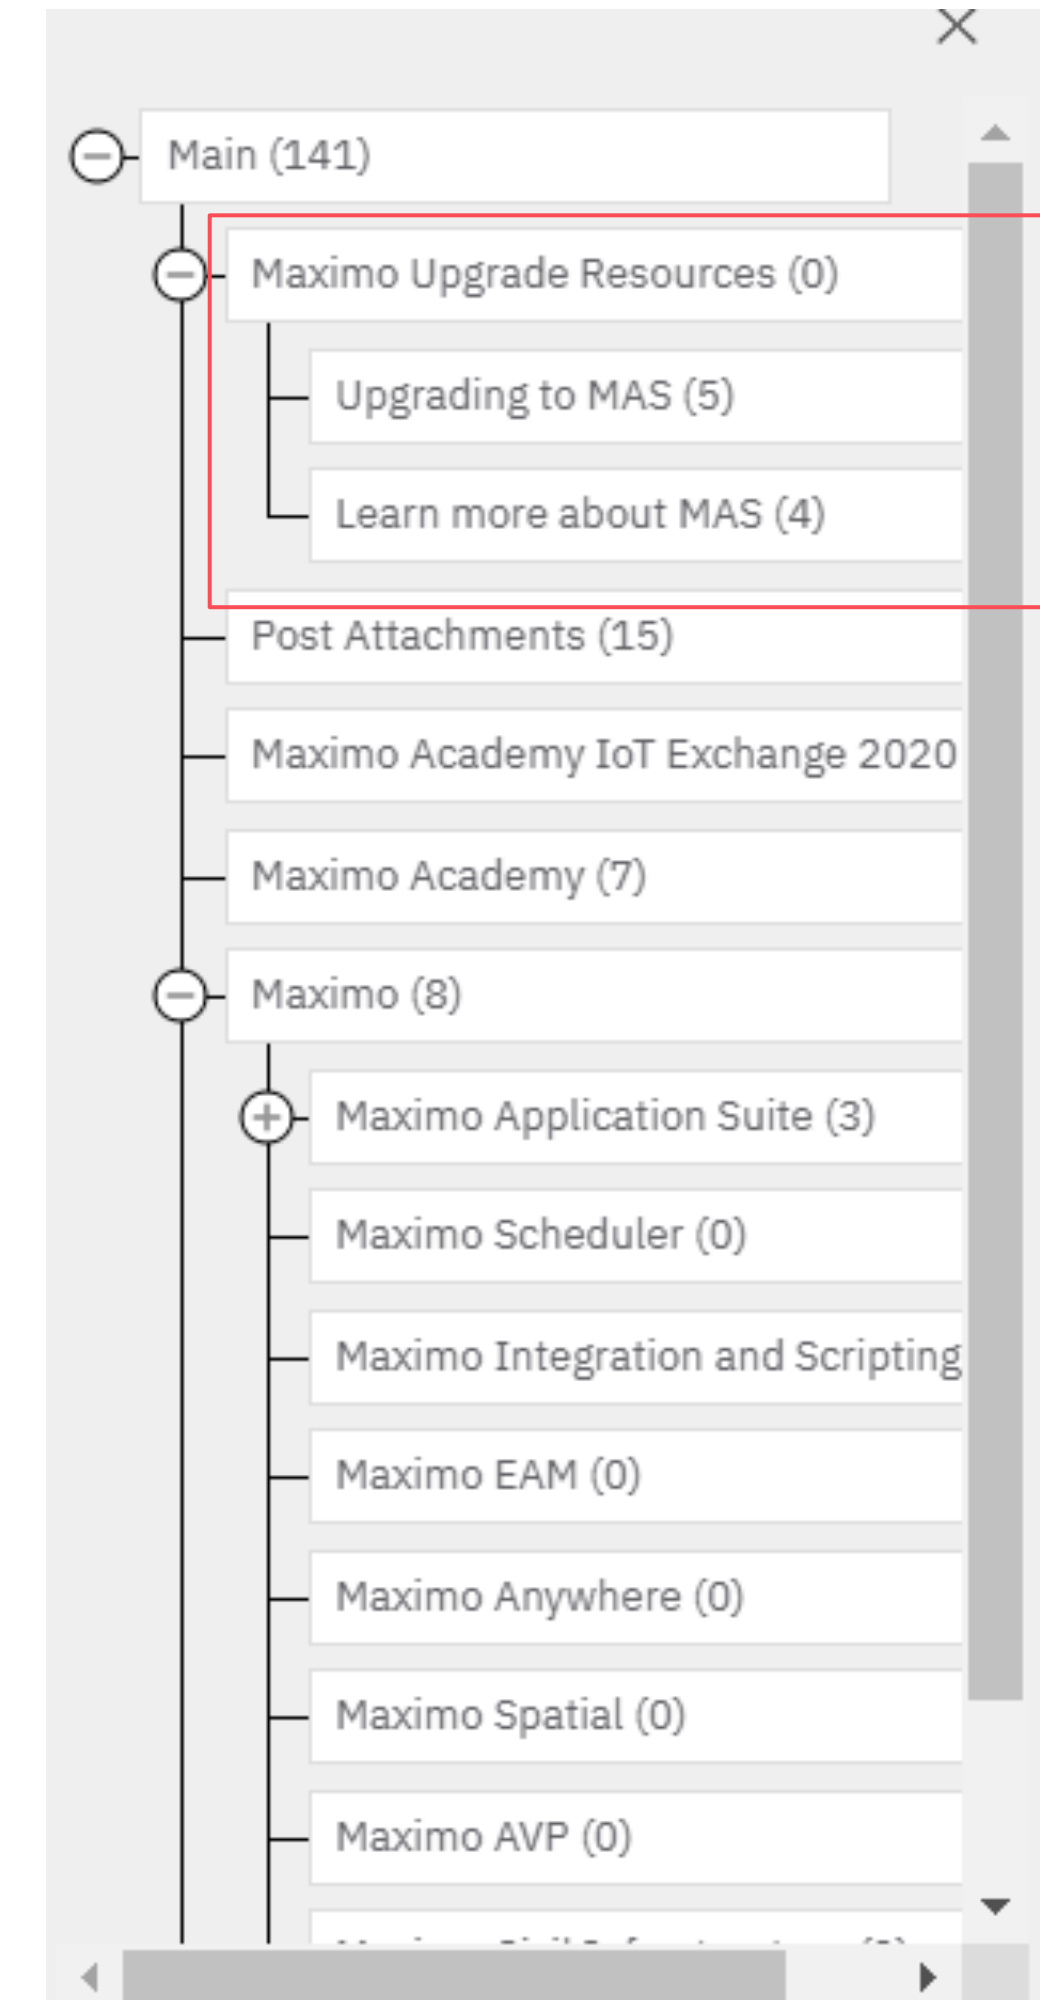 Main (141)
Maximo Upgrade Resources (0)
Upgrading to MAS (5)
Learn more about MAS (4)
Post Attachments (15)
Maximo Academy IoT Exchange 2020
Maximo Academy (7)
Maximo (8)
Maximo Application Suite (3)
Maximo Scheduler (0)
Maximo Integration and Scripting
Maximo EAM (0)
Maximo Anywhere (0)
Maximo Spatial (0)
Maximo AVP (0)